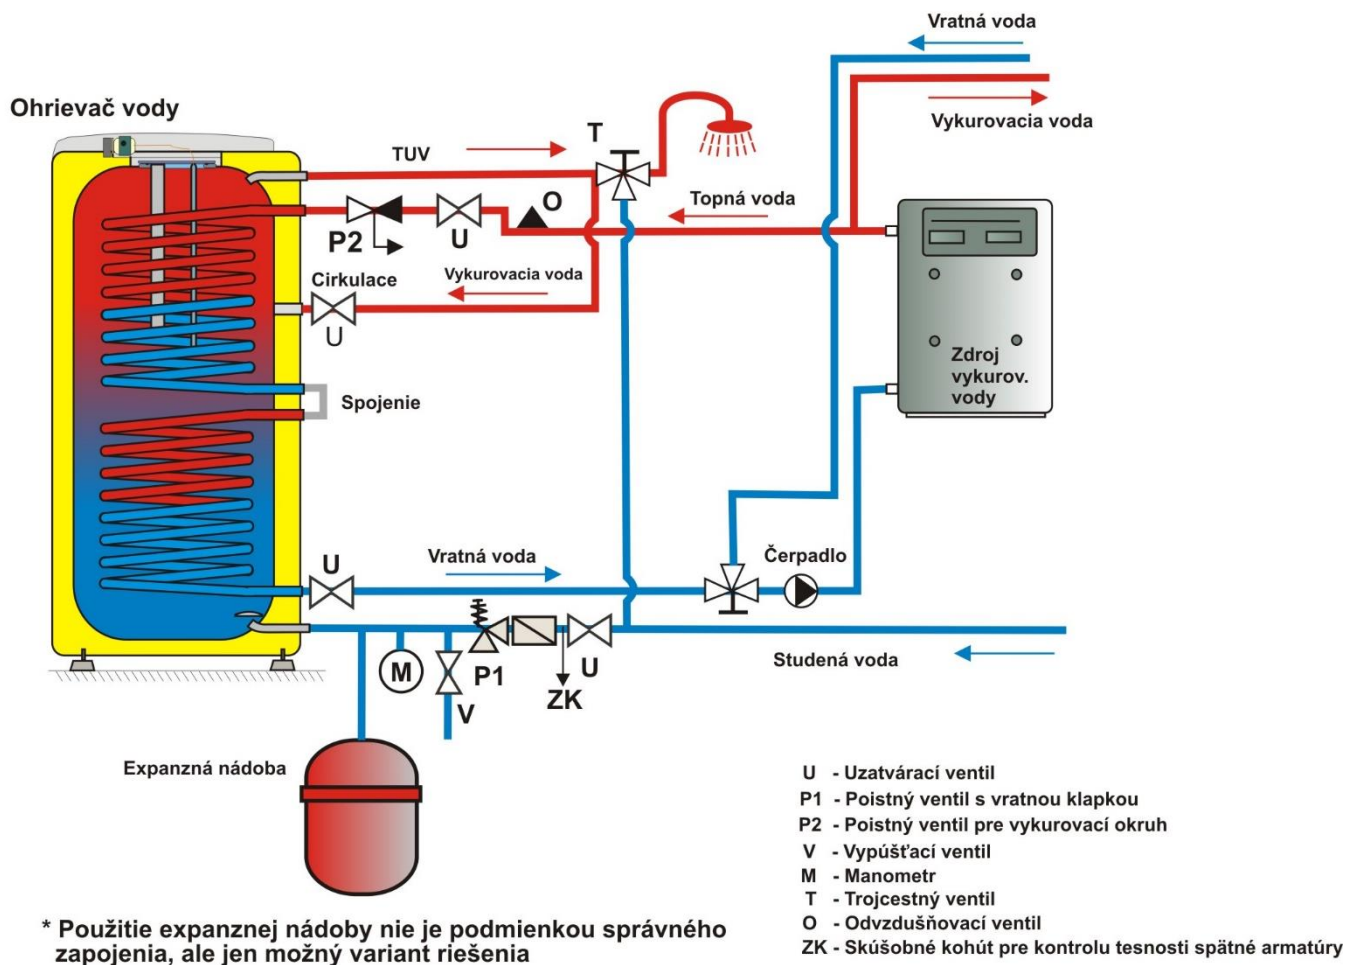 Vratná voda
Vykurovacia voda
Ohrievač vody
T
TUV
O
Topná voda
P2
U
Cirkulace
Vykurovacia voda
U
Zdroj
vykurov.
vody
Spojenie
U
Vratná voda
Čerpadlo
M
V
P1
ZK
U
Studená voda
Expanzná nádoba
U - Uzatvárací ventil
P1 - Poistný ventil s vratnou klapkou
P2 - Poistný ventil pre vykurovací okruh
V - Vypúšťací ventil
M - Manometr
T - Trojcestný ventil
O - Odvzdušňovací ventil
ZK - Skúšobné kohút pre kontrolu tesnosti spätné armatúry
* Použitie expanznej nádoby nie je podmienkou správného
zapojenia, ale jen možný variant riešenia